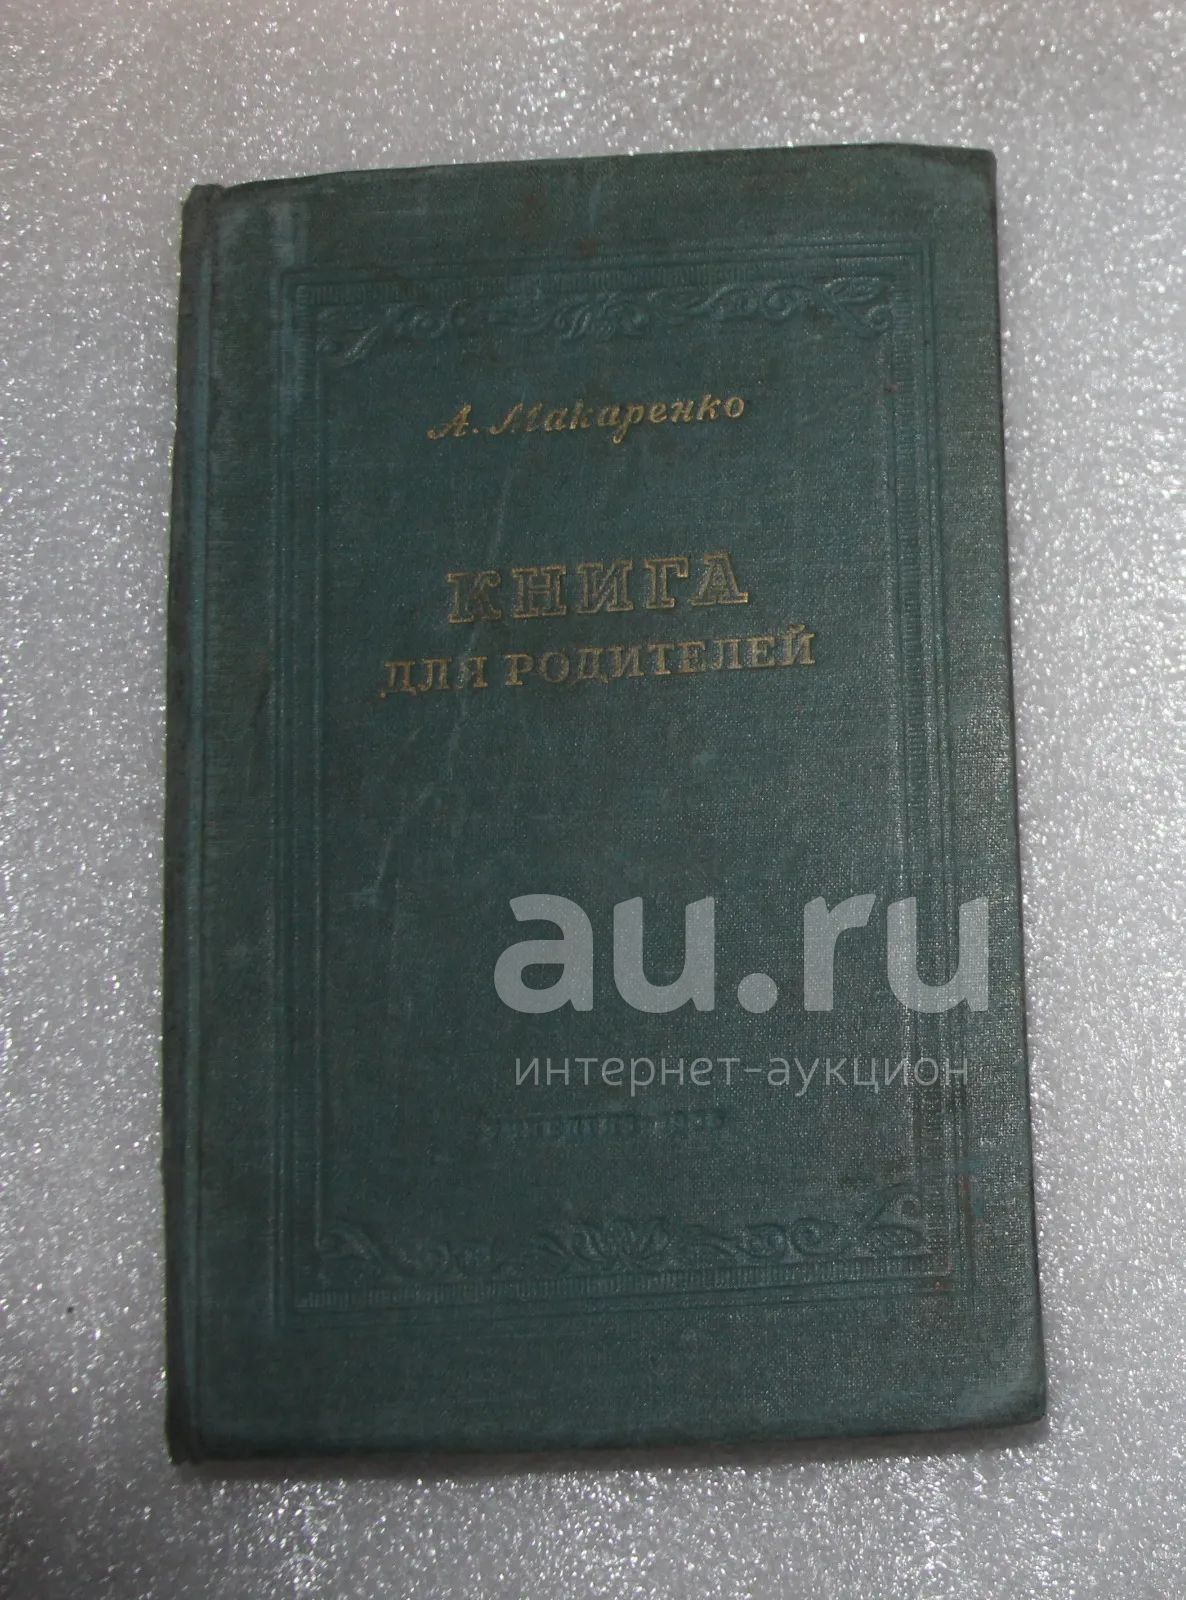 А. Макаренко
КНИГА
ДЛЯ РОДИТЕЛЕЙ
au.ru
интернет-аукцион